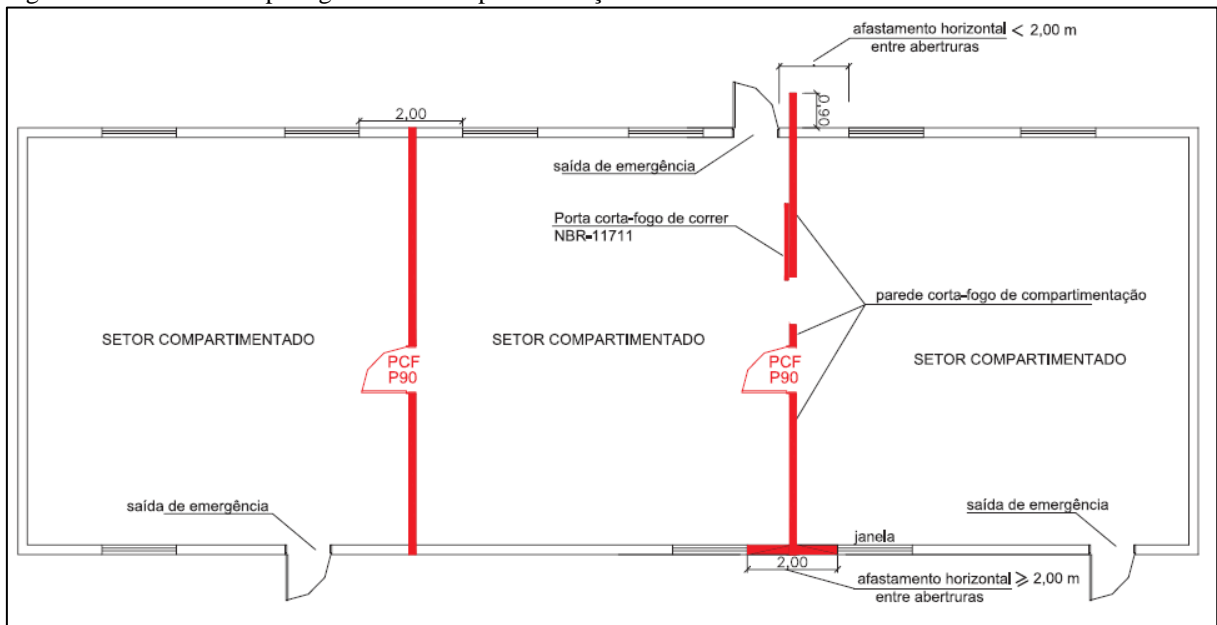 afastamento horizontal < 2,00 m
entre abertruras
2,00
0,90
saída de emergência
Porta corta-fogo de correr
NBR-11711
parede corta-fogo de compartimentação
SETOR COMPARTIMENTADO
SETOR COMPARTIMENTADO
SETOR COMPARTIMENTADO
PCF
P90
PCF
P90
saída de emergência
saída de emergência
janela
2,00
afastamento horizontal ⩾ 2,00 m
entre aberturas